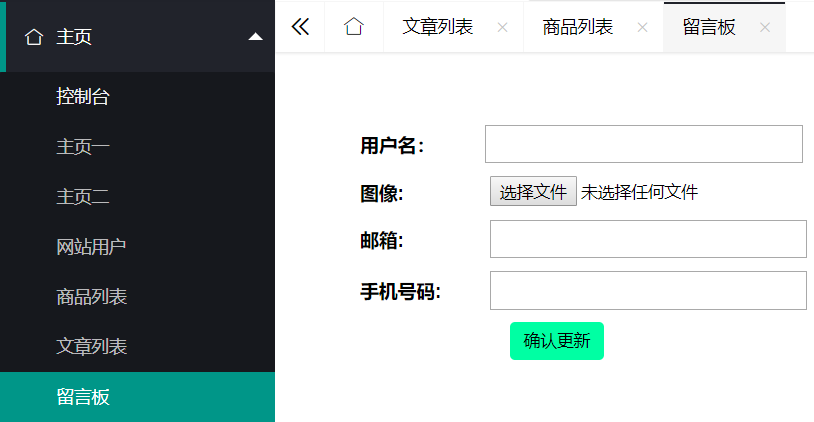 主页
控制台
主页一
主页二
网站用户
商品列表
文章列表
留言板
文章列表 × 商品列表 × 留言板 ×
用户名：
图像:
选择文件 未选择任何文件
邮箱:
手机号码:
确认更新